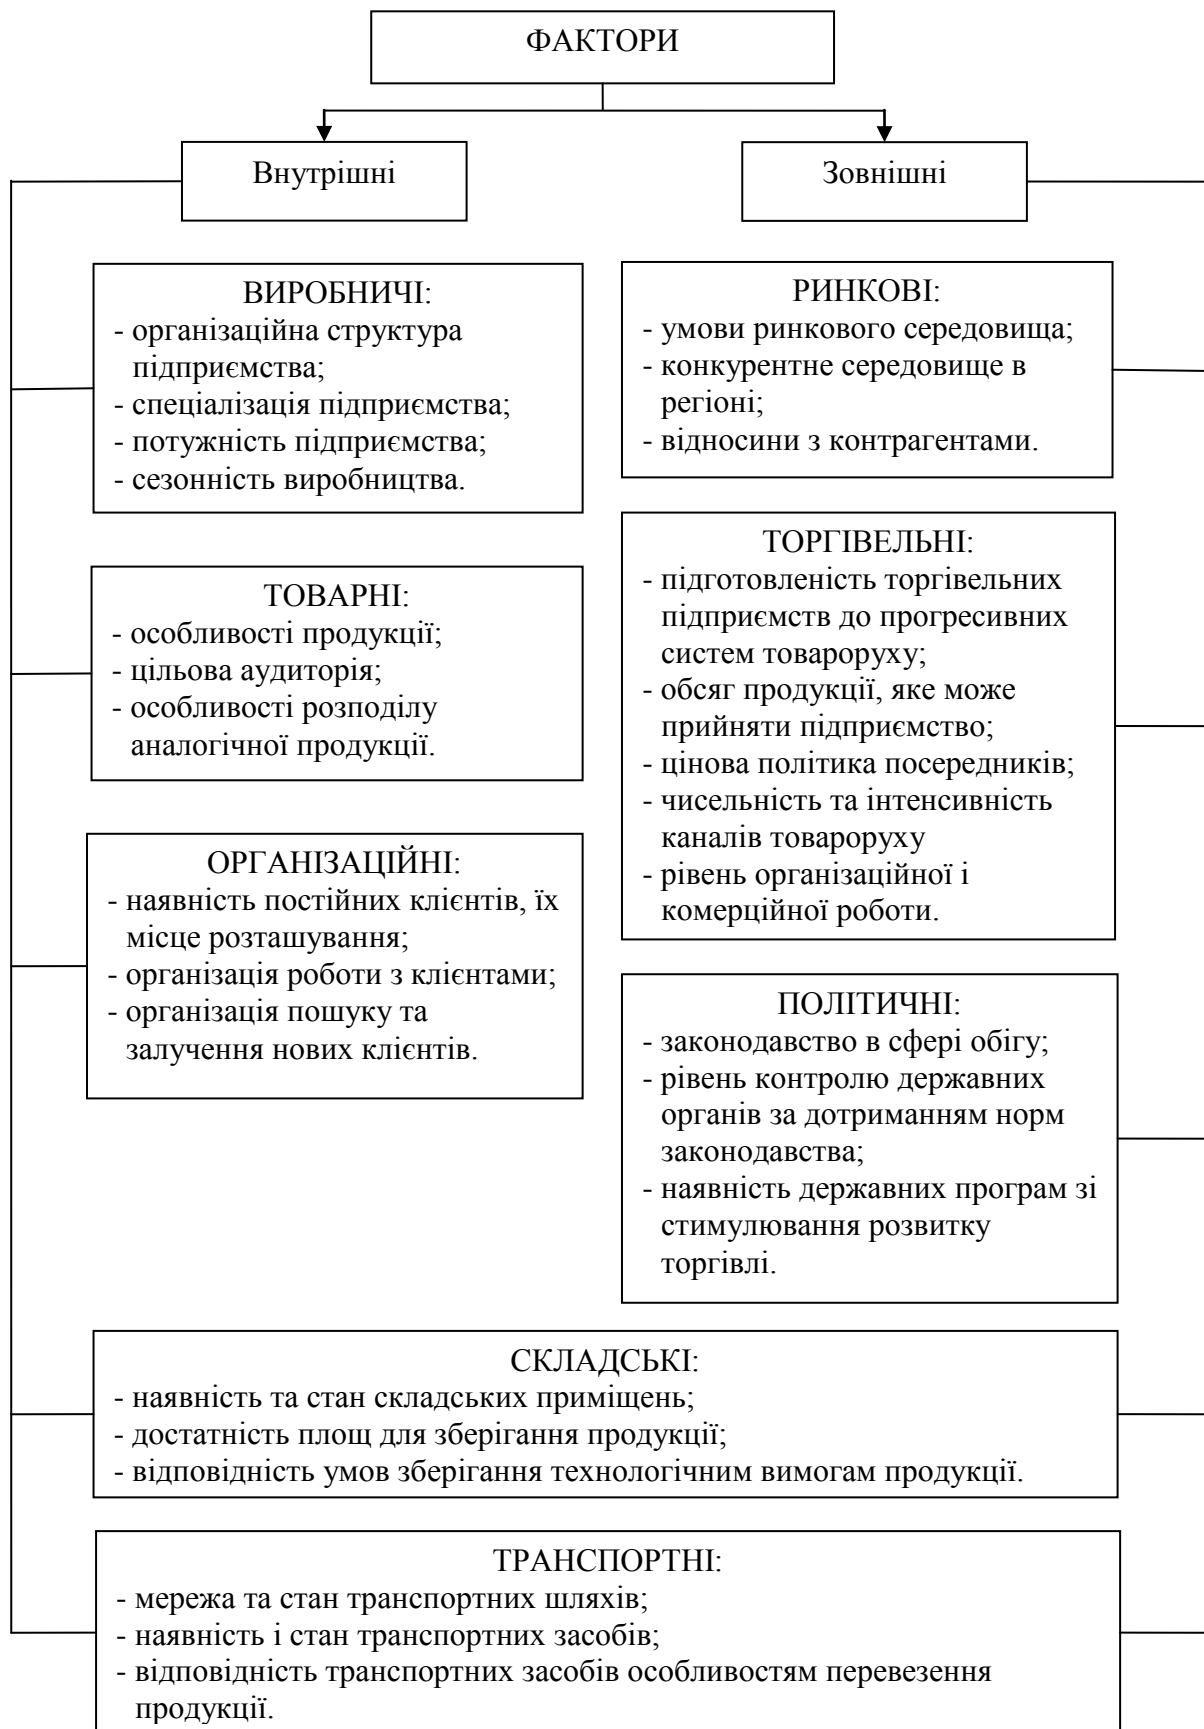 ФАКТОРИ
Внутрішні
Зовнішні
ВИРОБНИЧІ:
- організаційна структура
підприємства;
- спеціалізація підприємства;
- потужність підприємства;
- сезонність виробництва.
ТОВАРНІ:
- особливості продукції;
- цільова аудиторія;
- особливості розподілу
аналогічної продукції.
ОРГАНІЗАЦІЙНІ:
- наявність постійних клієнтів, їх
місце розташування;
- організація роботи з клієнтами;
- організація пошуку та
залучення нових клієнтів.
РИНКОВІ:
- умови ринкового середовища;
- конкурентне середовище в
регіоні;
- відносини з контрагентами.
ТОРГІВЕЛЬНІ:
- підготовленість торгівельних
підприємств до прогресивних
систем товароруху;
- обсяг продукції, яке може
прийняти підприємство;
- цінова політика посередників;
- чисельність та інтенсивність
каналів товароруху
- рівень організаційної і
комерційної роботи.
ПОЛІТИЧНІ:
- законодавство в сфері обігу;
- рівень контролю державних
органів за дотриманням норм
законодавства;
- наявність державних програм зі
стимулювання розвитку
торгівлі.
СКЛАДСЬКІ:
- наявність та стан складських приміщень;
- достатність площ для зберігання продукції;
- відповідність умов зберігання технологічним вимогам продукції.
ТРАНСПОРТНІ:
- мережа та стан транспортних шляхів;
- наявність і стан транспортних засобів;
- відповідність транспортних засобів особливостям перевезення
продукції.